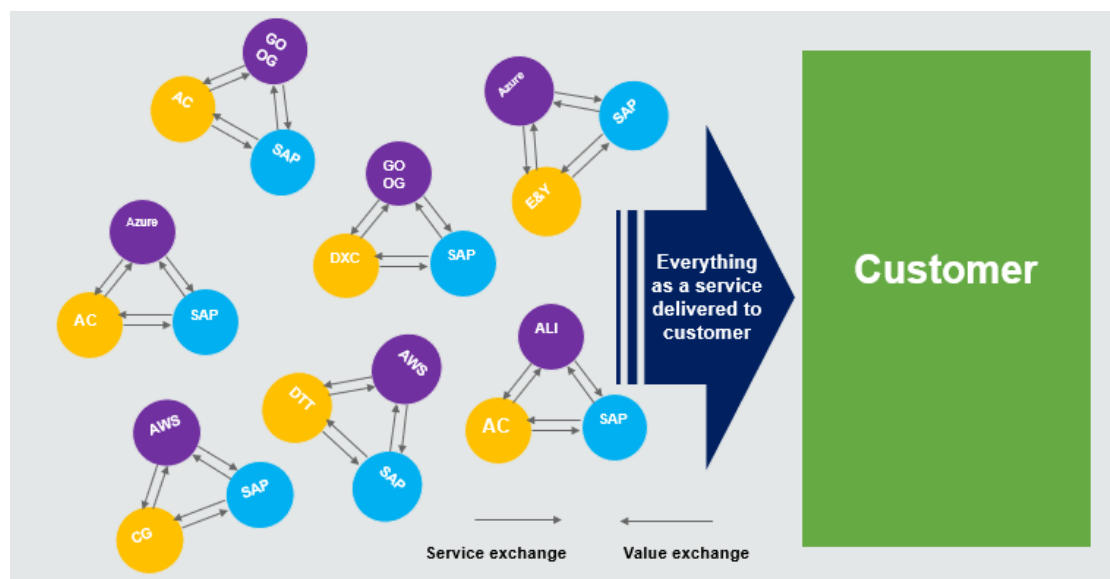 GO
OG
AC
SAP
Azure
SAP
E&Y
GO
OG
DXC
SAP
Azure
AC
SAP
Everything
as a service
delivered to
customer
Customer
ALI
AC
SAP
AWS
DTT
SAP
AWS
SAP
CG
Service exchange
Value exchange